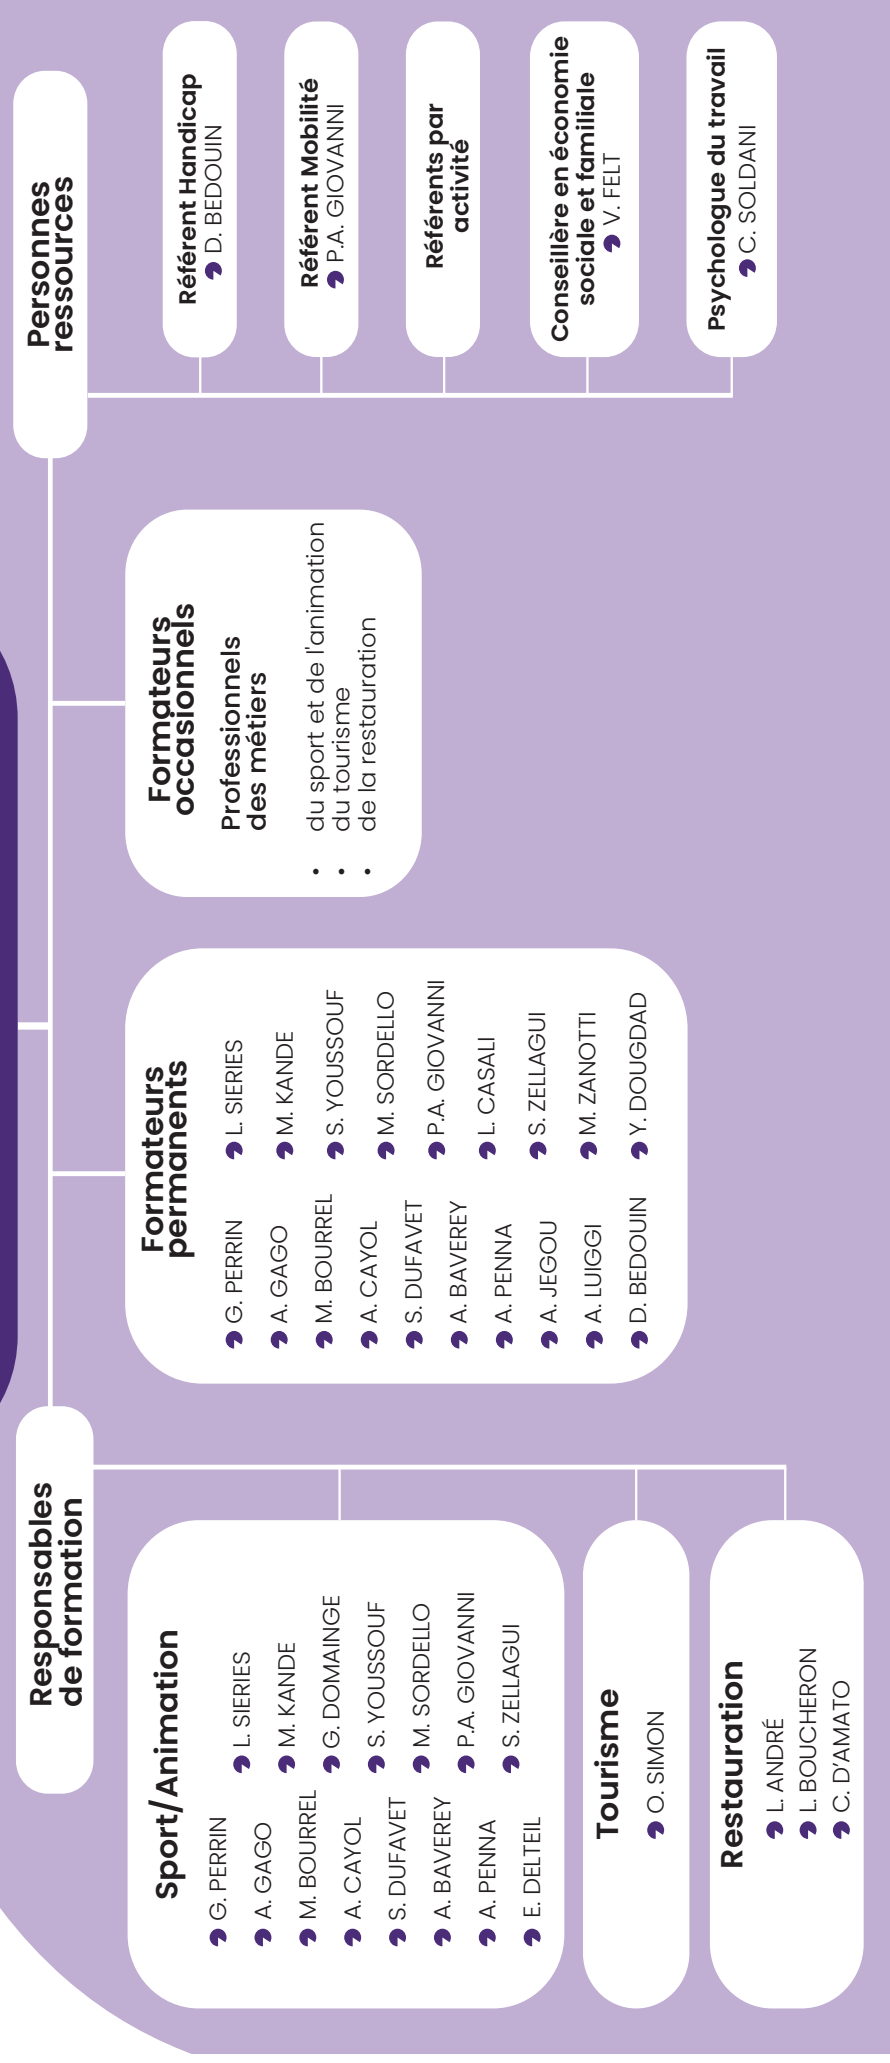 Responsables
de formation
Sport/Animation
G. PERRIN
A. GAGO
M. BOURREL
A. CAYOL
S. DUFAVET
A. BAVEREY
A. PENNA
E. DELTEIL
L. SIERIES
M. KANDE
G. DOMAINGE
S. YOUSSOUF
M. SORDELLO
P.A. GIOVANNI
S. ZELLAGUI
Tourisme
O. SIMON
Restauration
L. ANDRÉ
L. BOUCHERON
C. D’AMATO
Formateurs
permanents
G. PERRIN
A. GAGO
M. BOURREL
A. CAYOL
S. DUFAVET
A. BAVEREY
A. PENNA
A. JEGOU
A. LUIGGI
D. BEDOUIN
L. SIERIES
M. KANDE
S. YOUSSOUF
M. SORDELLO
P.A. GIOVANNI
L. CASALI
S. ZELLAGUI
M. ZANOTTI
Y. DOUGDAD
Formateurs
occasionnels
Professionnels
des métiers
• du sport et de l'animation
• du tourisme
• de la restauration
Personnes
ressources
Référent Handicap
D. BEDOUIN
Référent Mobilité
P.A. GIOVANNI
Référents par
activité
Conseillère en économie
sociale et familiale
V. FELT
Psychologue du travail
C. SOLDANI